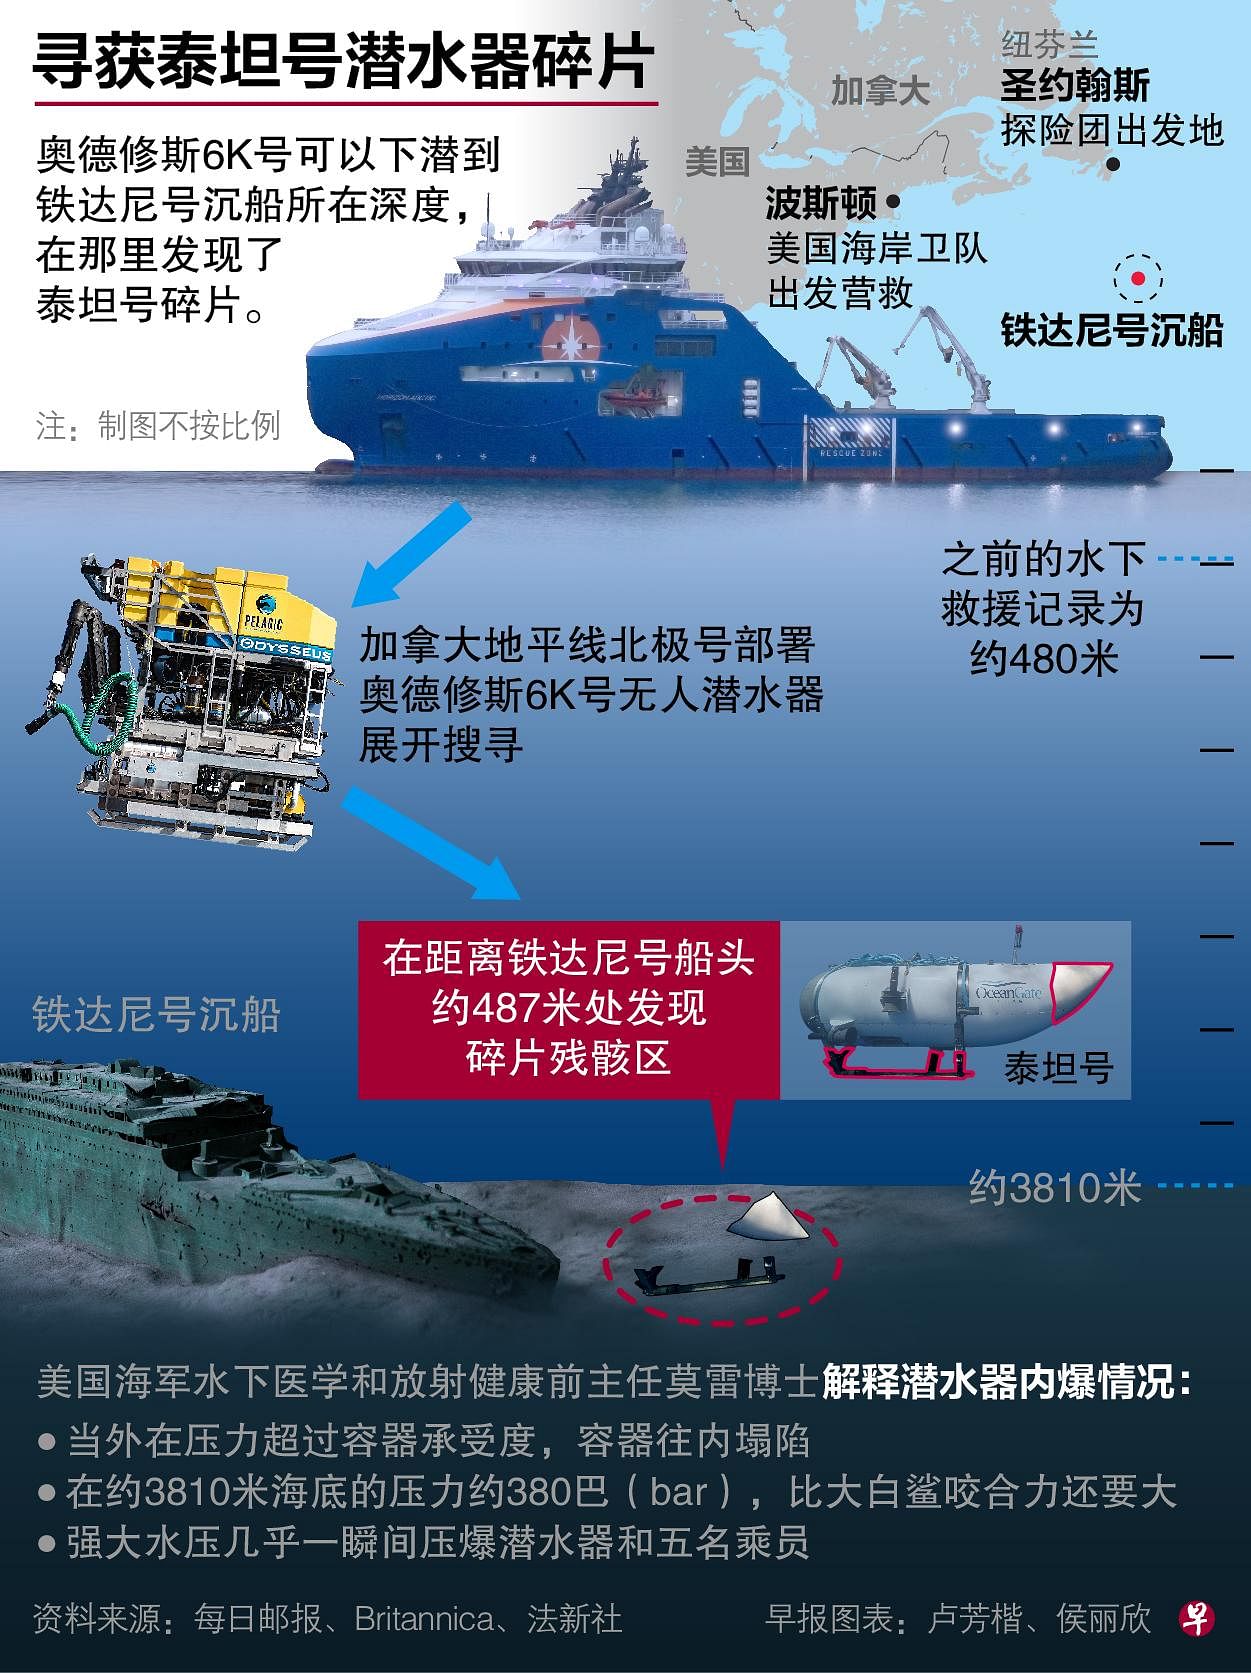 寻获泰坦号潜水器碎片
奥德修斯6K号可以下潜到
铁达尼号沉船所在深度，
在那里发现了
泰坦号碎片。
注：制图不按比例
加拿大
美国
纽芬兰
圣约翰斯
探险团出发地
波斯顿
美国海岸卫队
出发营救
铁达尼号沉船
HORIZON ARCTIC
RESCUE ZONE
之前的水下
救援记录为
约480米
PELAGIC
ODYSSEUS
加拿大地平线北极号部署
奥德修斯6K号无人潜水器
展开搜寻
在距离铁达尼号船头
约487米处发现
碎片残骸区
OceanGate
泰坦号
铁达尼号沉船
约3810米
美国海军水下医学和放射健康前主任莫雷博士解释潜水器内爆情况：
● 当外在压力超过容器承受度，容器往内塌陷
● 在约3810米海底的压力约380巴（bar），比大白鲨咬合力还要大
● 强大水压几乎一瞬间压爆潜水器和五名乘员
资料来源：每日邮报、Britannica、法新社
早报图表：卢芳楷、侯丽欣
早